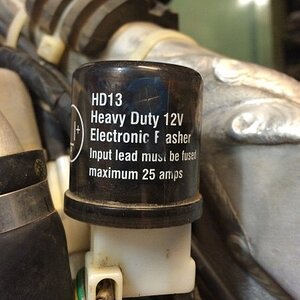 HD13
Heavy Duty 12V
Electronic Flasher
Input lead must be fused
maximum 25 amps